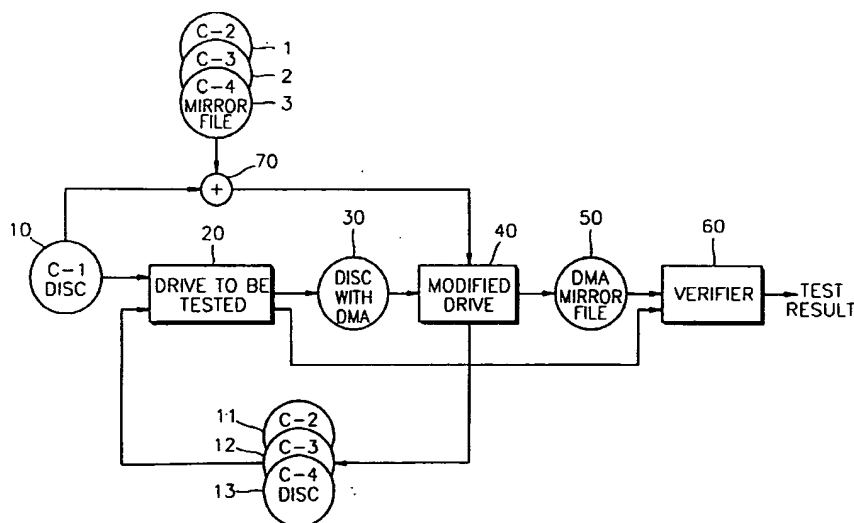 C-2
1
C-3
2
C-4
MIRROR
FILE
3
70
+
10
C-1
DISC
20
DRIVE TO BE
TESTED
30
DISC
WITH
DMA
40
MODIFIED
DRIVE
50
DMA
MIRROR
FILE
60
VERIFIER
TEST
RESULT
11
C-2
12
C-3
13
C-4
DISC